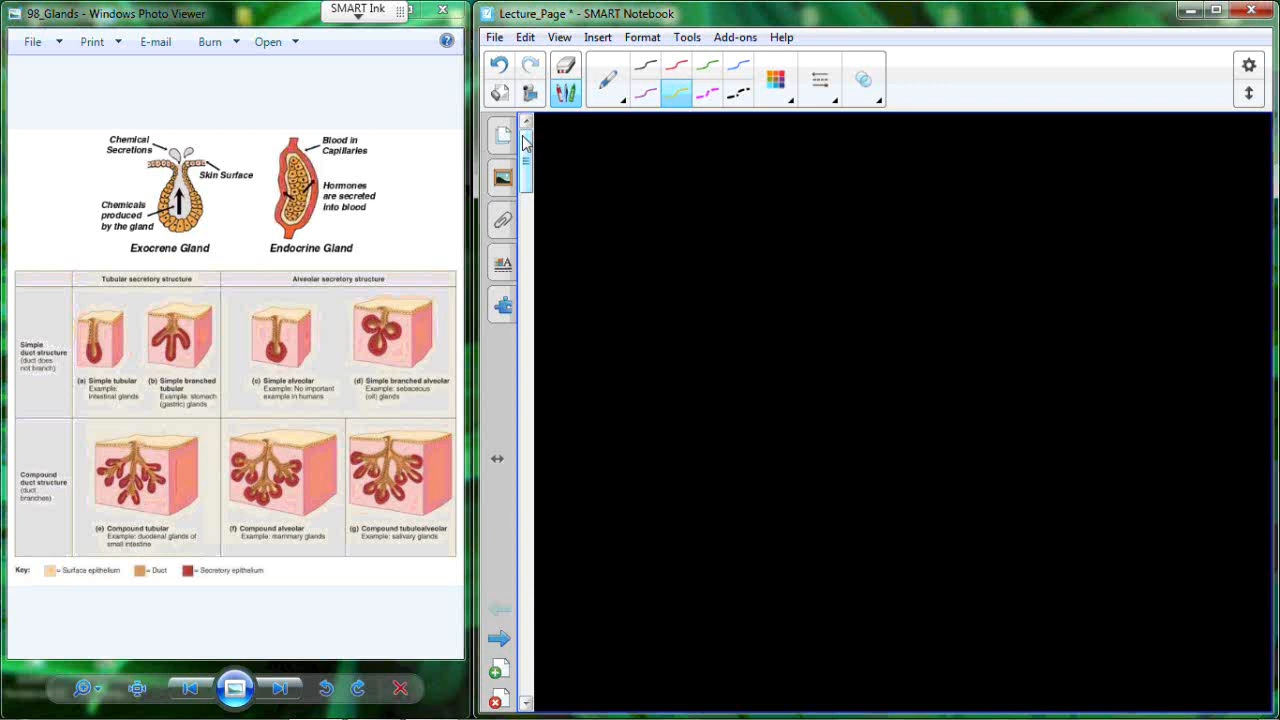 98_Glands - Windows Photo Viewer
SMART Ink
File Print E-mail Burn Open
Chemical
Secretions
Skin Surface
Chemicals
produced
by the gland
Exocrene Gland
Blood in
Capillaries
Hormones
are secreted
into blood
Endocrine Gland
Tubular secretory structure
Alveolar secretory structure
Simple
duct structure
(duct does
not branch)
(a) Simple tubular
Example:
intestinal glands
(b) Simple branched
tubular
Example: stomach
(gastric) glands
(c) Simple alveolar
Example: No important
example in humans
(d) Simple branched alveolar
Example: sebaceous
(oil) glands
Compound
duct structure
(duct
branches)
(e) Compound tubular
Example: duodenal glands of
small intestine
(f) Compound alveolar
Example: mammary glands
(g) Compound tubuloalveolar
Example: salivary glands
Key: = Surface epithelium = Duct = Secretory epithelium
Lecture_Page * - SMART Notebook
File Edit View Insert Format Tools Add-ons Help